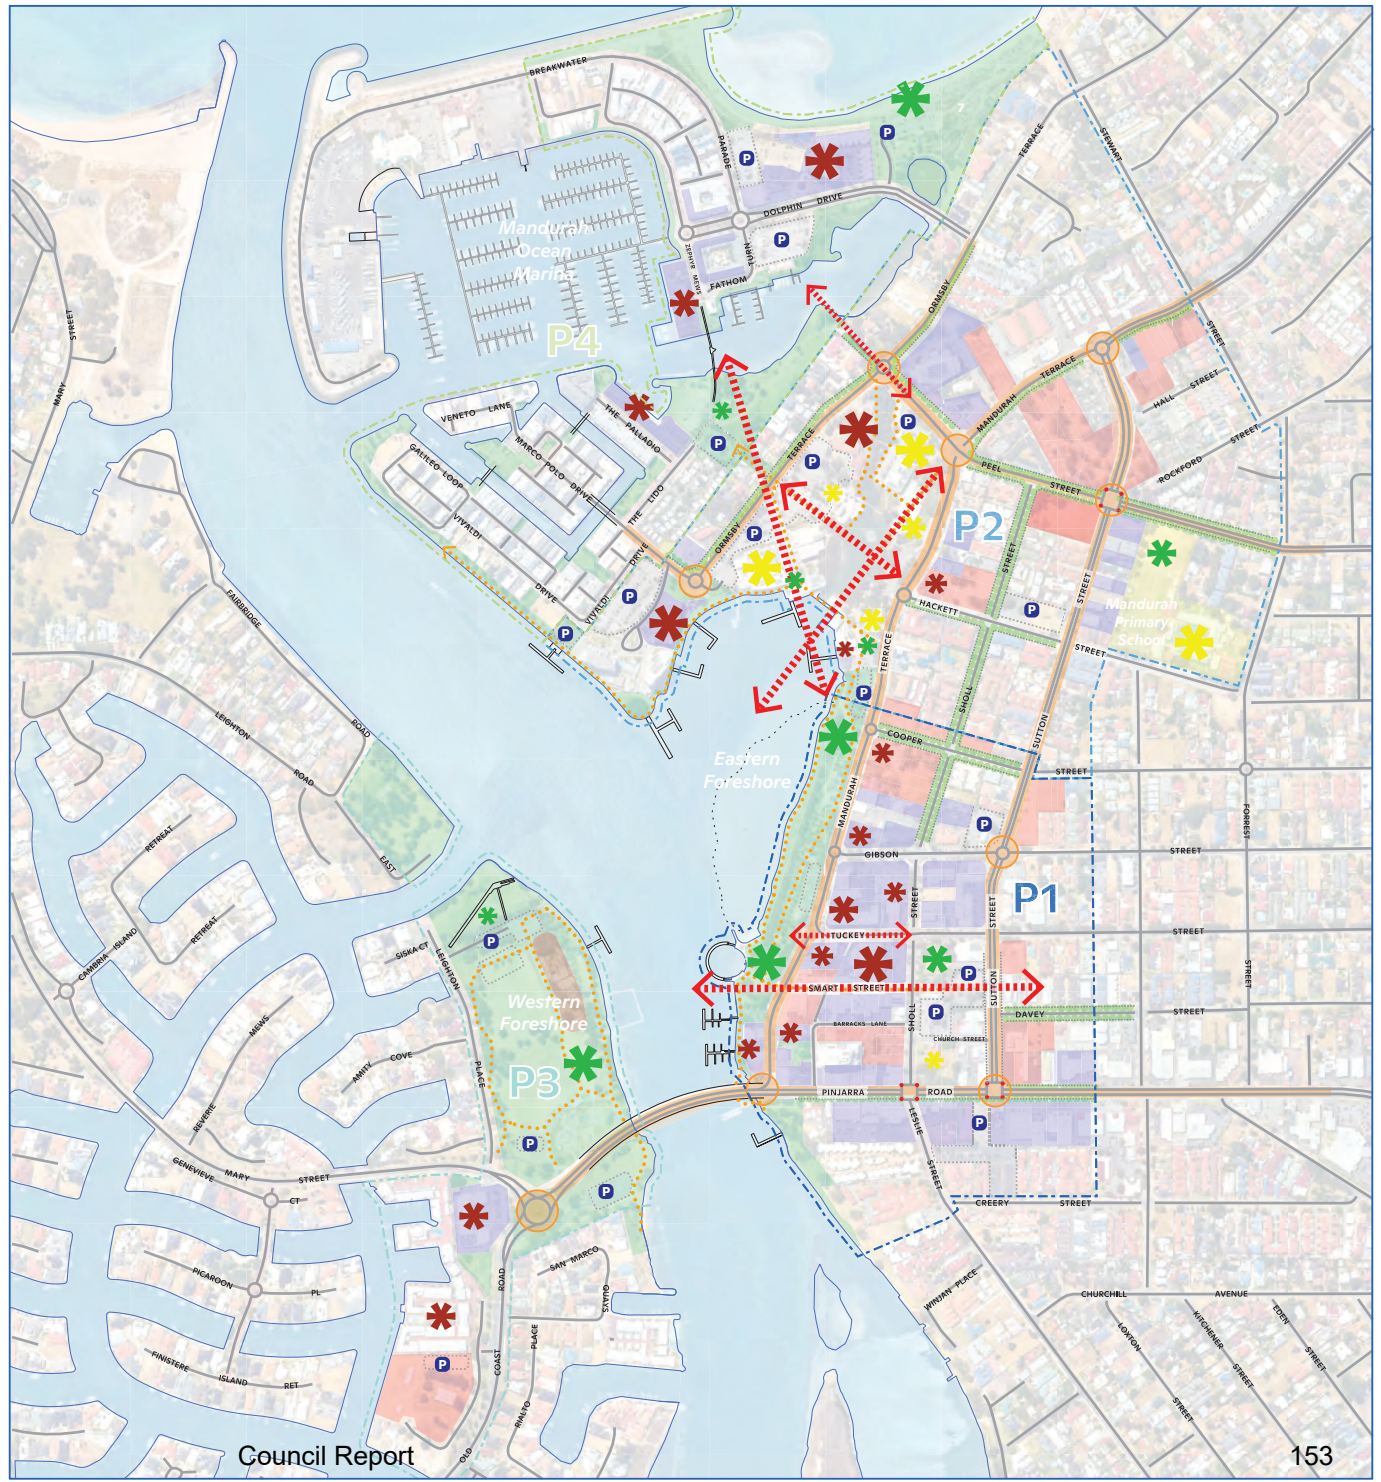 BREAKWATER
PARADE
P
P
7
TERRACE
STEWART
DOLPHIN DRIVE
P
ZEPHYR MEWS
TURN
FATHOM
Mandurah
Ocean
Marina
STREET
MARY
P4
ORMSBY
STREET
TERRACE
MANDURAH
HALL STREET
STREET
ROCKFORD
VENETO LANE
THE PALLADIO
MARCO POLO DRIVE
GALILEO LOOP
THE LIDO
VIVALDI
DRIVE
P
TERRACE
ORMSBY
P
P
P
PEEL
STREET
P2
STREET
STREET
HACKETT
P
Mandurah
Primary
School
STREET
DRIVE
VIVALDI
P
P
FAIRBRIDGE
ROAD
LEIGHTON
ROAD
TERRACE
P
SHOLL
SUTTON
COOPER
STREET
Eastern
Foreshore
MANDURAH
P
GIBSON
STREET
FORREST
STREET
RETREAT
EAST
RETREAT
ISLAND
CAMBRIA
P1
STREET
STREET
TUCKEY
STREET
SISKA CT
LEIGHTON
P
P
SUTTON
SMART STREET
Western
Foreshore
P
SHOLL
BARRACKS LANE
CHURCH STREET
DAVEY
STREET
MEWS
REVERIE
AMITY COVE
PLACE
P3
PINJARRA ROAD
P
LESLIE
STREET
P
P
GENEVIEVE
MARY STREET
CT
CREERY STREET
PICAROON
PL
ROAD
SAN MARCO
QUAYS
WINJAN PLACE
CHURCHILL AVENUE
LOXTON
STREET
KITCHENER
STREET
EDEN
STREET
FINISTERE
ISLAND
RET
P
COAST
PLACE
RIALTO
OLD
Council Report
153